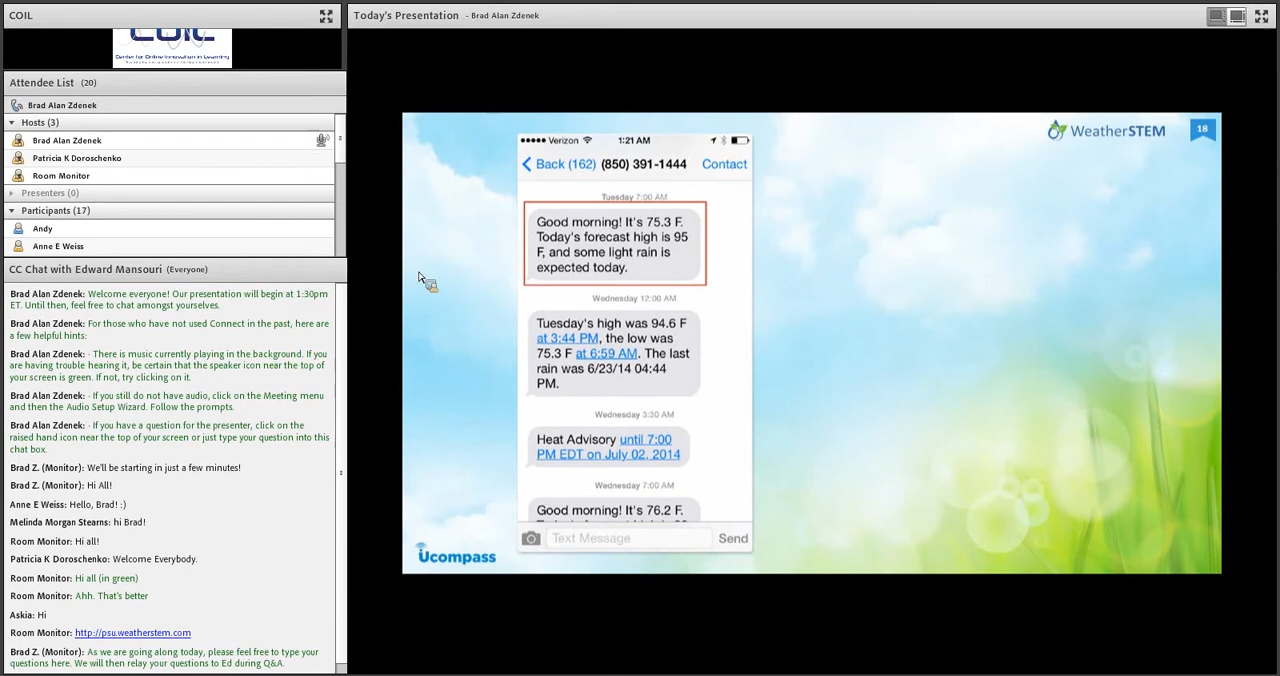 COIL
COIL
Center for Online Innovation in Learning
Attendee List (20)
Brad Alan Zdenek
Hosts (3)
Brad Alan Zdenek
Patricia K Doroschenko
Room Monitor
Presenters (0)
Participants (17)
Andy
Anne E Weiss
CC Chat with Edward Mansouri (Everyone)
Brad Alan Zdenek: Welcome everyone! Our presentation will begin at 1:30pm
ET. Until then, feel free to chat amongst yourselves.
Brad Alan Zdenek: For those who have not used Connect in the past, here are
a few helpful hints:
Brad Alan Zdenek: - There is music currently playing in the background. If you
are having trouble hearing it, be certain that the speaker icon near the top of
your screen is green. If not, try clicking on it.
Brad Alan Zdenek: - If you still do not have audio, click on the Meeting menu
and then the Audio Setup Wizard. Follow the prompts.
Brad Alan Zdenek: - If you have a question for the presenter, click on the
raised hand icon near the top of your screen or just type your question into this
chat box.
Brad Z. (Monitor): We'll be starting in just a few minutes!
Brad Z. (Monitor): Hi All!
Anne E Weiss: Hello, Brad! :)
Melinda Morgan Stearns: hi Brad!
Room Monitor: Hi all!
Patricia K Doroschenko: Welcome Everybody.
Room Monitor: Hi all (in green)
Room Monitor: Ahh. That's better
Askia: Hi
Room Monitor: http://psu.weatherstem.com
Brad Z. (Monitor): As we are going along today, please feel free to type your
questions here. We will then relay your questions to Ed during Q&A.
Today's Presentation - Brad Alan Zdenek
WeatherSTEM
18
Verizon 1:21 AM
Back (162) (850) 391-1444 Contact
Tuesday 7:00 AM
Good morning! It's 75.3 F.
Today's forecast high is 95
F, and some light rain is
expected today.
Wednesday 12:00 AM
Tuesday's high was 94.6 F
at 3:44 PM, the low was
75.3 F at 6:59 AM. The last
rain was 6/23/14 04:44
PM.
Wednesday 3:30 AM
Heat Advisory until 7:00
PM EDT on July 02, 2014
Wednesday 7:00 AM
Good morning! It's 76.2 F.
Text Message Send
Ucompass